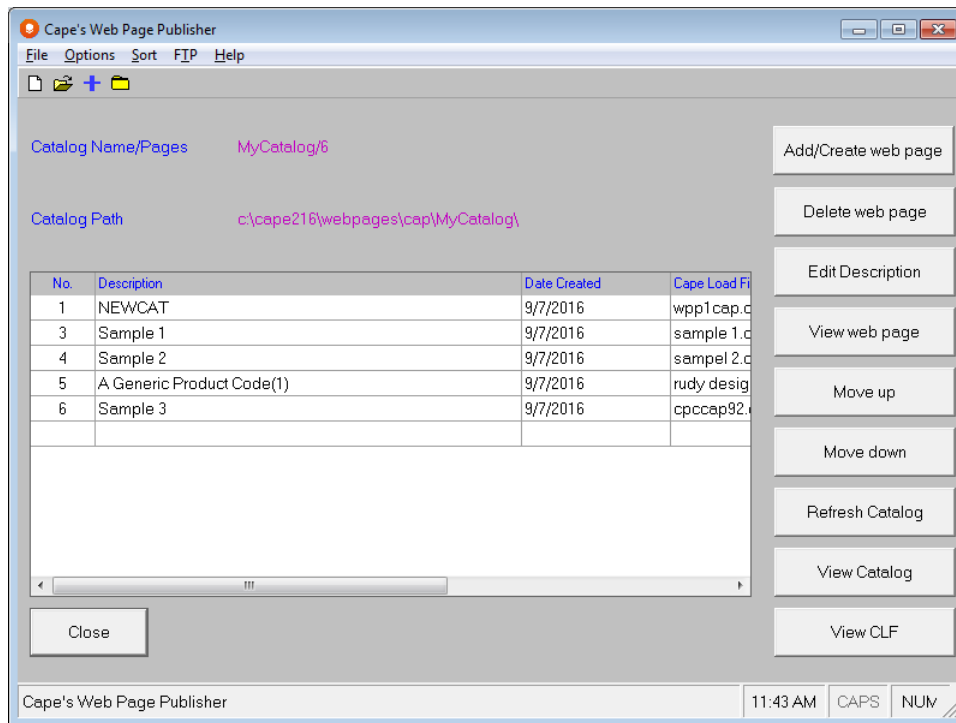 Cape's Web Page Publisher
File Options Sort FTP Help
Catalog Name/Pages MyCatalog/6
Catalog Path c:\cape216\webpages\cap\MyCatalog\
No. Description Date Created Cape Load Fi
1 NEWCAT 9/7/2016 wpp1cap.c
3 Sample 1 9/7/2016 sample 1.c
4 Sample 2 9/7/2016 sampel 2.c
5 A Generic Product Code(1) 9/7/2016 rudy desig
6 Sample 3 9/7/2016 cpccap92.
Add/Create web page
Delete web page
Edit Description
View web page
Move up
Move down
Refresh Catalog
View Catalog
View CLF
Close
Cape's Web Page Publisher 11:43 AM CAPS NUM